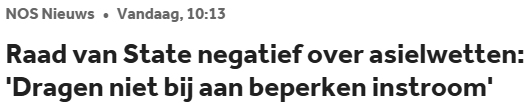 NOS Nieuws • Vandaag, 10:13
Raad van State negatief over asielwetten:
'Dragen niet bij aan beperken instroom'